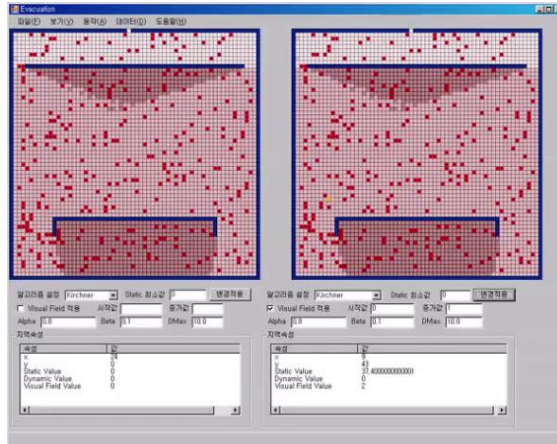 Evacuation
파일(F) 보기(V) 동작(A) 데이터(D) 도움말(H)
알고리즘 설정 Kirchner Static 최소값 0 변경적용
Visual Field 적용 시작값 증가값
Alpha 0,8 Beta 0,1 DMax 10,0
지역속성
속성 값
x 24
y 0
Static Value 0
Dynamic Value 0
Visual Field Value 0
알고리즘 설정 Kirchner Static 최소값 0 변경적용
Visual Field 적용 시작값 0 증가값 1
Alpha 0,8 Beta 0,1 DMax 10,0
지역속성
속성 값
x 9
y 43
Static Value 37,400000000001
Dynamic Value 0
Visual Field Value 2